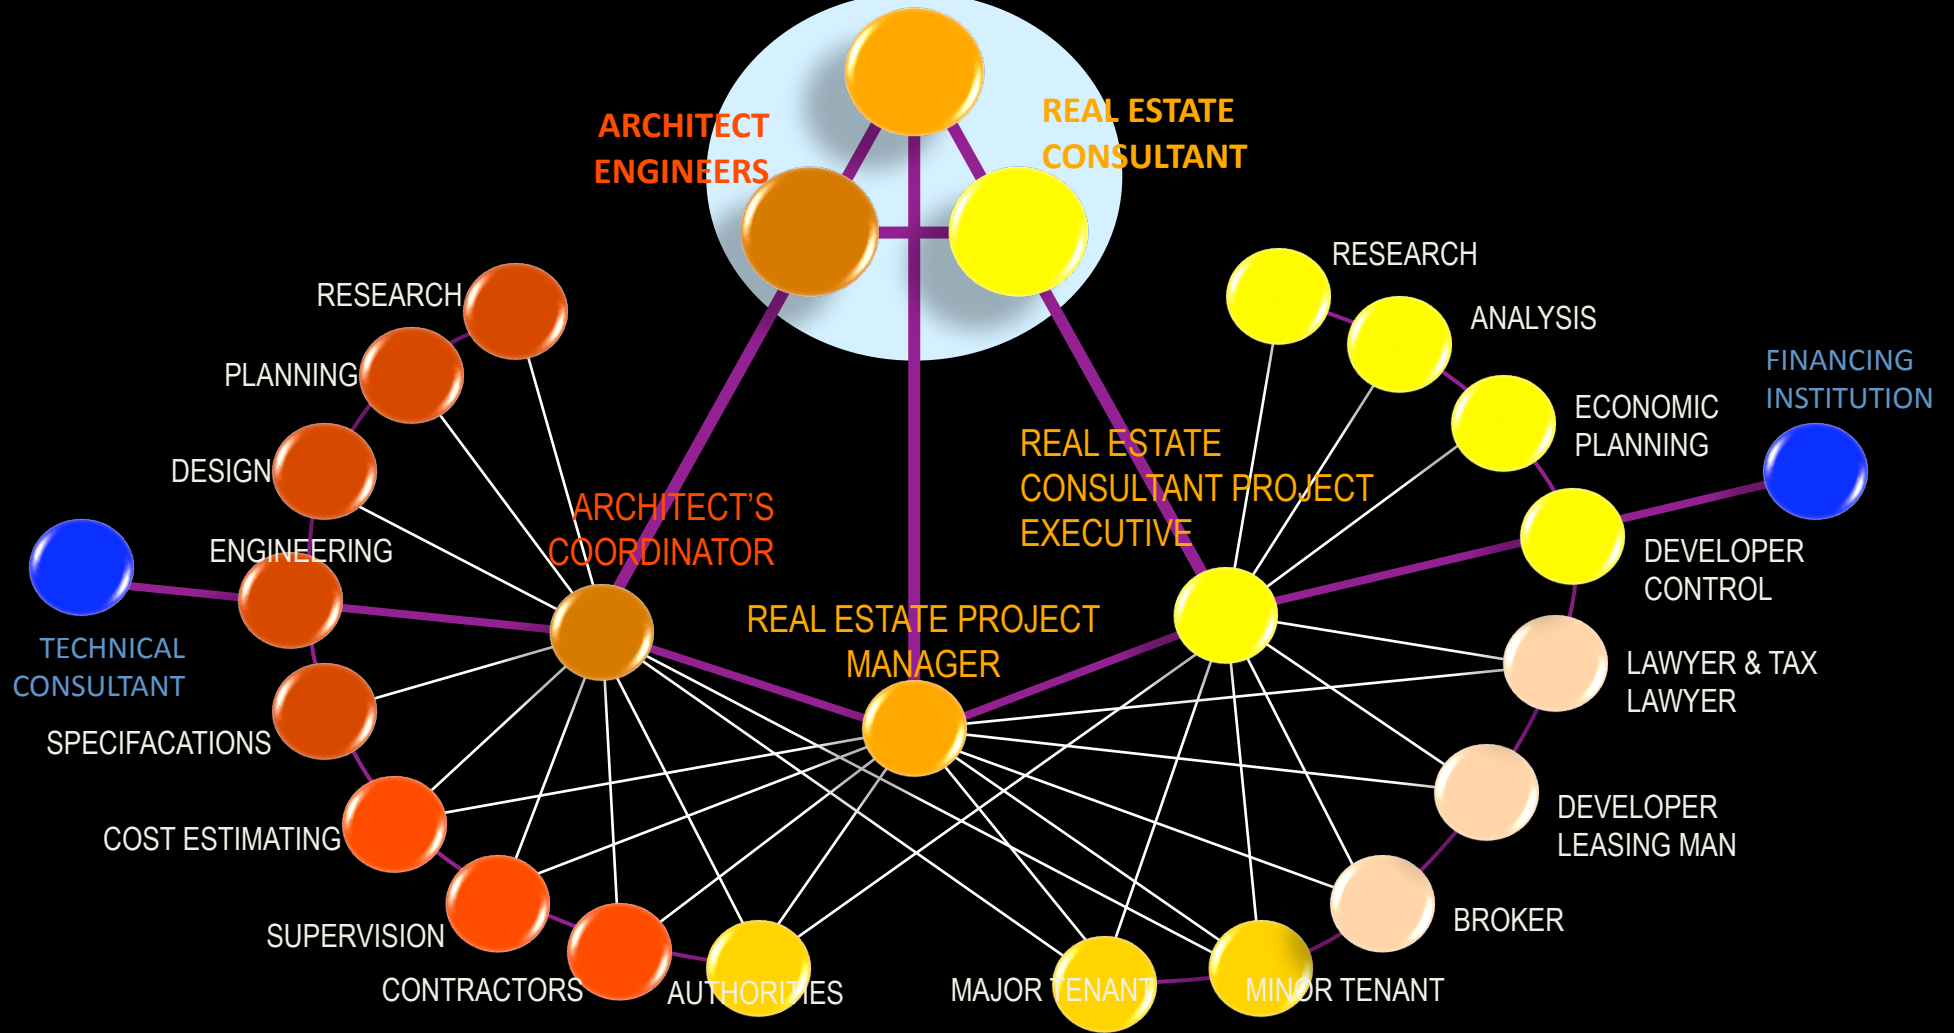 ARCHITECT
ENGINEERS
REAL ESTATE
CONSULTANT
RESEARCH
PLANNING
DESIGN
ENGINEERING
TECHNICAL
CONSULTANT
SPECIFACATIONS
COST ESTIMATING
SUPERVISION
CONTRACTORS
AUTHORITIES
ARCHITECT'S
COORDINATOR
REAL ESTATE PROJECT
MANAGER
REAL ESTATE
CONSULTANT PROJECT
EXECUTIVE
RESEARCH
ANALYSIS
ECONOMIC
PLANNING
FINANCING
INSTITUTION
DEVELOPER
CONTROL
LAWYER & TAX
LAWYER
DEVELOPER
LEASING MAN
BROKER
MINOR TENANT
MAJOR TENANT